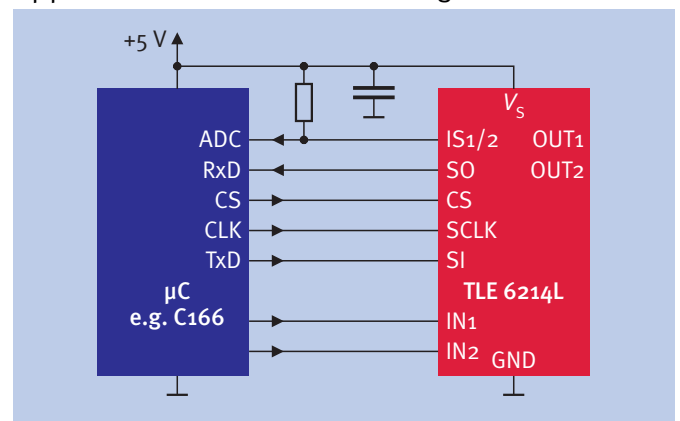 +5 V
V_S
ADC
IS1/2 OUT1
RxD
SO OUT2
CS
CS
CLK
SCLK
TxD
SI
µC
e.g. C166
TLE 6214L
IN1
IN2 GND